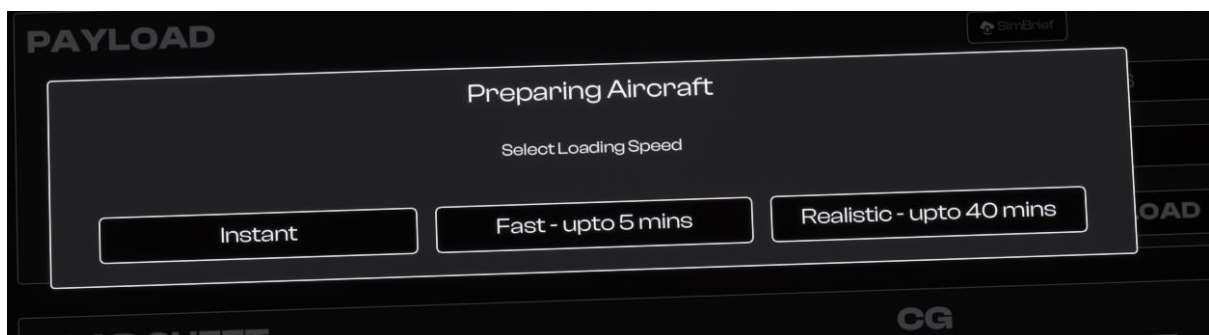 PAYLOAD
SimBrief
Preparing Aircraft
Select Loading Speed
Instant
Fast - upto 5 mins
Realistic - upto 40 mins
OAD
CG